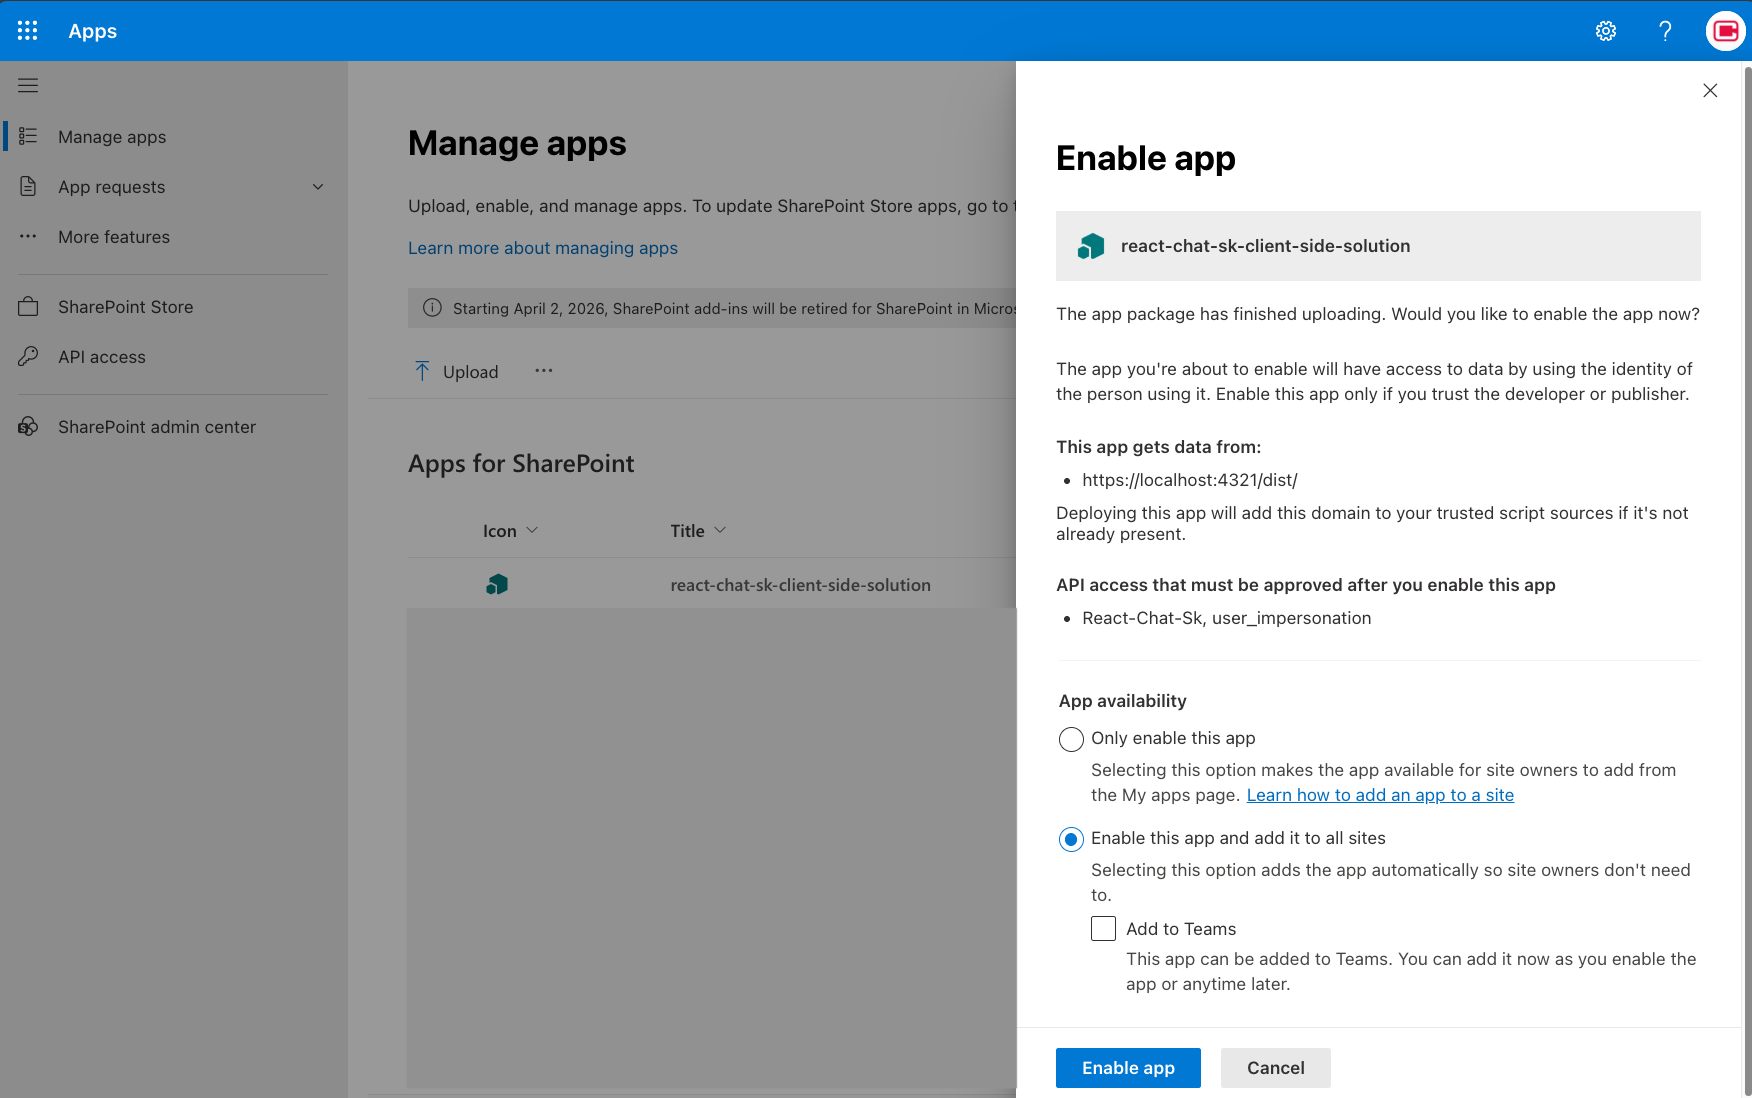 Apps
Manage apps
App requests
More features
SharePoint Store
API access
SharePoint admin center
Manage apps
Upload, enable, and manage apps. To update SharePoint Store apps, go to
Learn more about managing apps
Starting April 2, 2026, SharePoint add-ins will be retired for SharePoint in
Upload
Apps for SharePoint
Icon Title
react-chat-sk-client-side-solution
Enable app
react-chat-sk-client-side-solution
The app package has finished uploading. Would you like to enable the app now?
The app you're about to enable will have access to data by using the identity of
the person using it. Enable this app only if you trust the developer or publisher.
This app gets data from:
• https://localhost:4321/dist/
Deploying this app will add this domain to your trusted script sources if it's not
already present.
API access that must be approved after you enable this app
• React-Chat-Sk, user_impersonation
App availability
Only enable this app
Selecting this option makes the app available for site owners to add from
the My apps page. Learn how to add an app to a site
Enable this app and add it to all sites
Selecting this option adds the app automatically so site owners don't need
to.
Add to Teams
This app can be added to Teams. You can add it now as you enable the
app or anytime later.
Enable app
Cancel